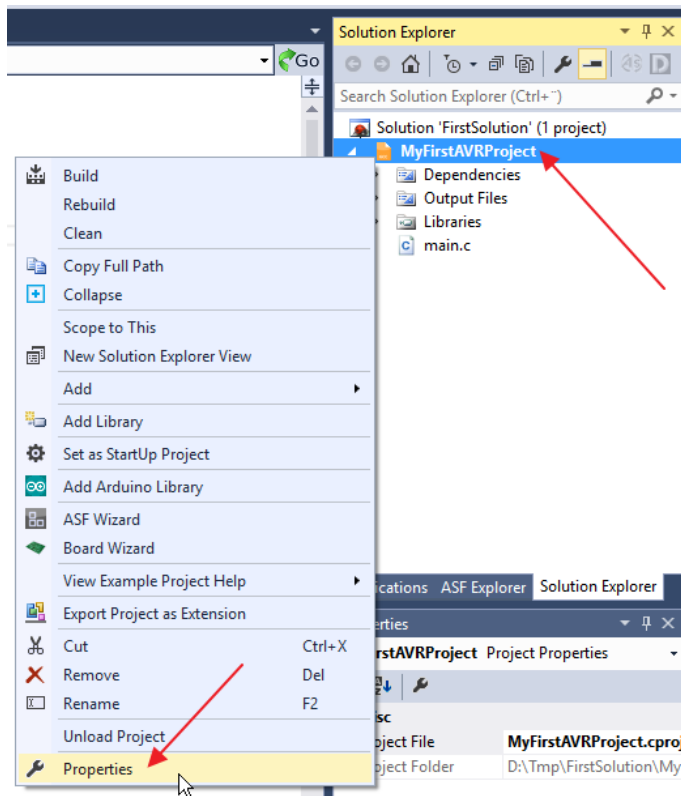 Solution Explorer
Go
Search Solution Explorer (Ctrl+¨)
Solution 'FirstSolution' (1 project)
MyFirstAVRProject
Dependencies
Output Files
Libraries
main.c
Build
Rebuild
Clean
Copy Full Path
Collapse
Scope to This
New Solution Explorer View
Add
Add Library
Set as StartUp Project
Add Arduino Library
ASF Wizard
Board Wizard
View Example Project Help
Export Project as Extension
Cut Ctrl+X
Remove Del
Rename F2
Unload Project
Properties
ications ASF Explorer Solution Explorer
erties
rstAVRProject Project Properties
sc
oject File MyFirstAVRProject.cproj
oject Folder D:\Tmp\FirstSolution\My